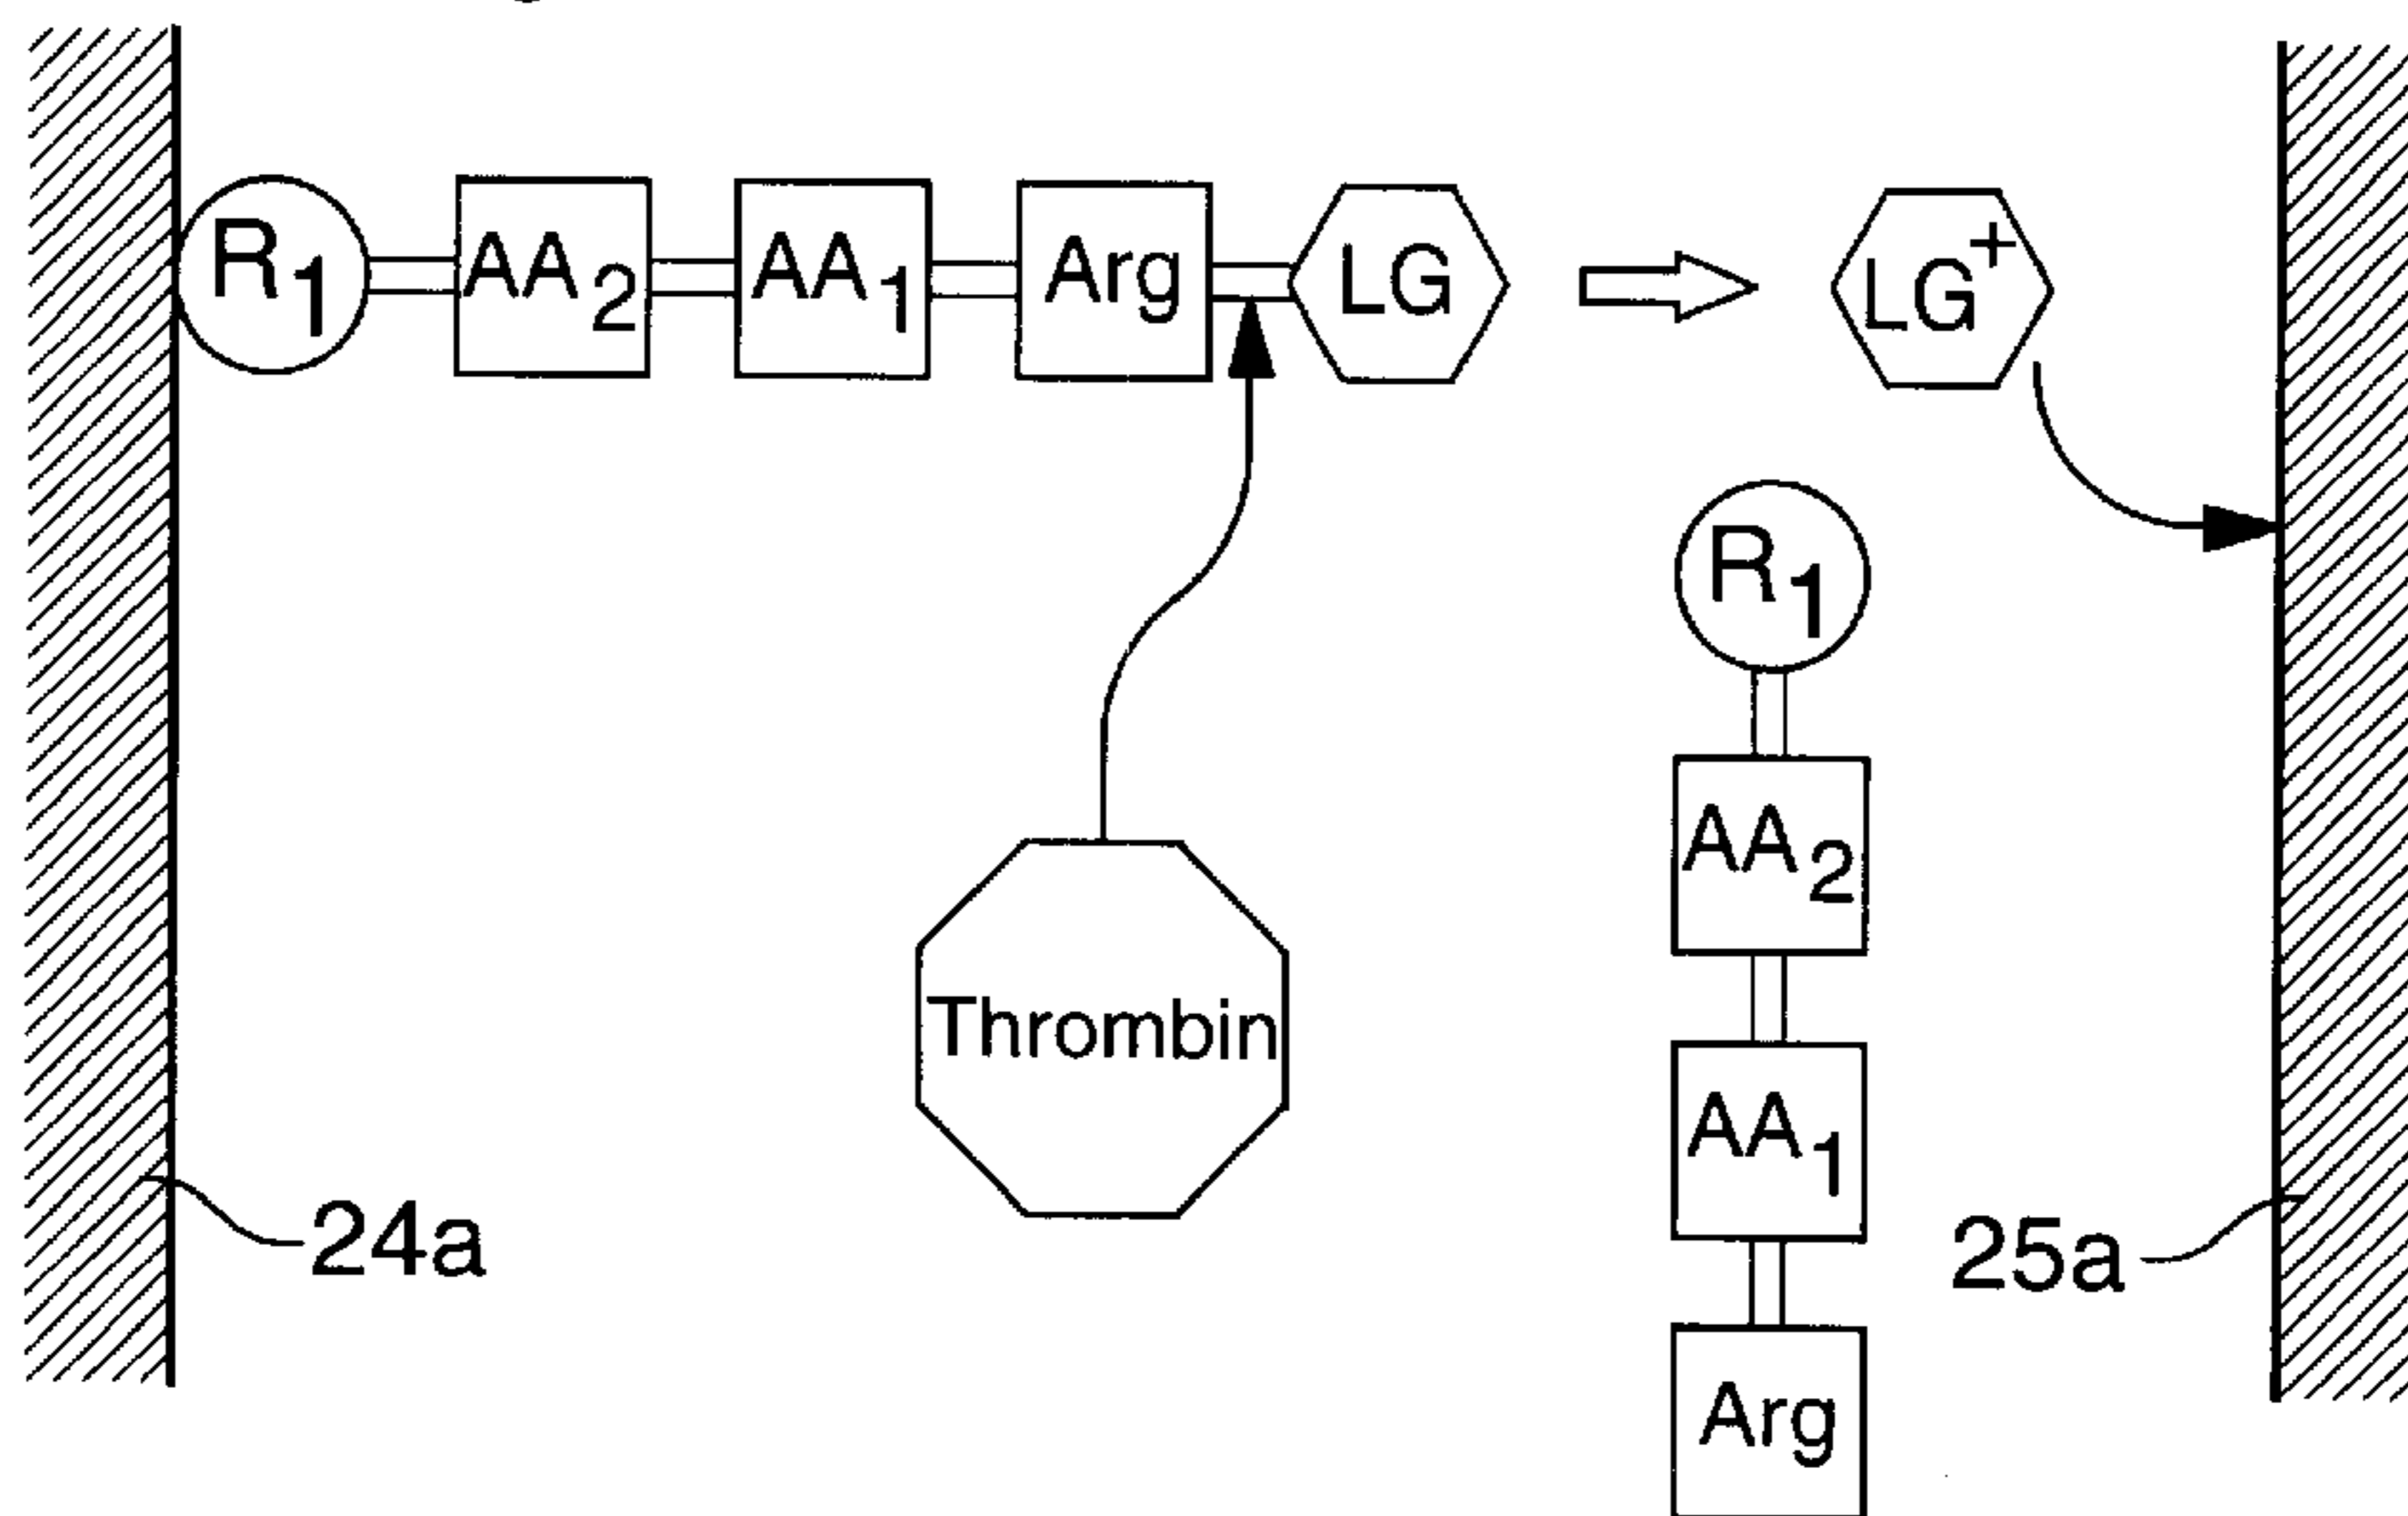 R1 AA2 AA1 Arg LG LG+
R1
AA2
Thrombin
AA1
24a
25a
Arg